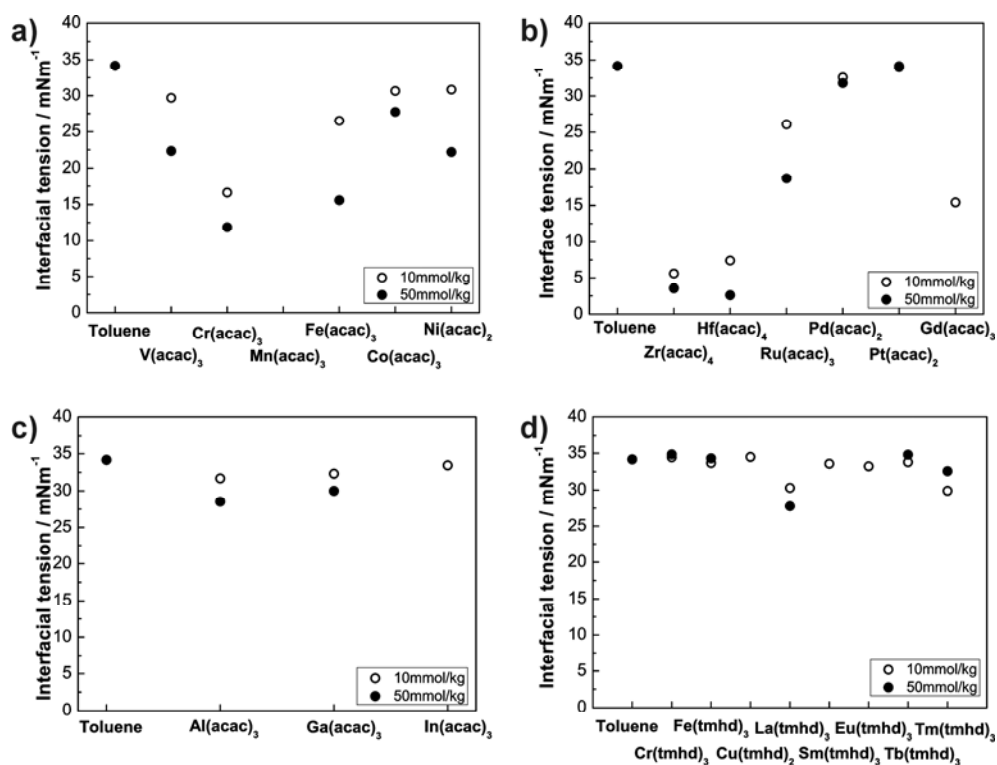 a)
Interfacial tension / mNm⁻¹
40
35
30
25
20
15
10
5
0
10mmol/kg
50mmol/kg
Toluene Cr(acac)₃ Fe(acac)₃ Ni(acac)₂
V(acac)₃ Mn(acac)₃ Co(acac)₃
b)
Interface tension / mNm⁻¹
40
35
30
25
20
15
10
5
0
10mmol/kg
50mmol/kg
Toluene Hf(acac)₄ Pd(acac)₂ Gd(acac)₃
Zr(acac)₄ Ru(acac)₃ Pt(acac)₂
c)
Interfacial tension / mNm⁻¹
40
35
30
25
20
15
10
5
0
10mmol/kg
50mmol/kg
Toluene Al(acac)₃ Ga(acac)₃ In(acac)₃
d)
Interfacial tension / mNm⁻¹
40
35
30
25
20
15
10
5
0
10mmol/kg
50mmol/kg
Toluene Fe(tmhd)₃ La(tmhd)₃ Eu(tmhd)₃ Tm(tmhd)₃
Cr(tmhd)₃ Cu(tmhd)₂ Sm(tmhd)₃ Tb(tmhd)₃